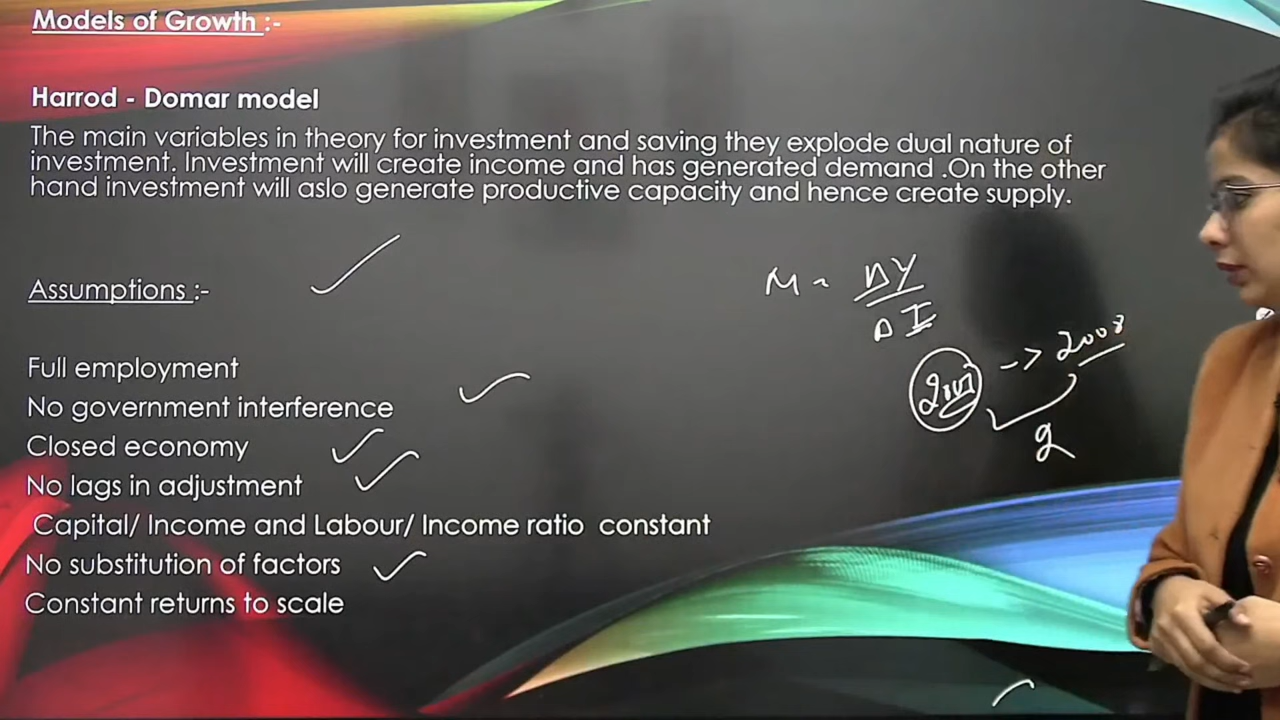 Models of Growth :-
Harrod - Domar model
The main variables in theory for investment and saving they explode dual nature of
investment. Investment will create income and has generated demand .On the other
hand investment will aslo generate productive capacity and hence create supply.
Assumptions :-
Full employment
No government interference
Closed economy
No lags in adjustment
Capital/ Income and Labour/ Income ratio constant
No substitution of factors
Constant returns to scale
ΔY
Δ I
-> 2008